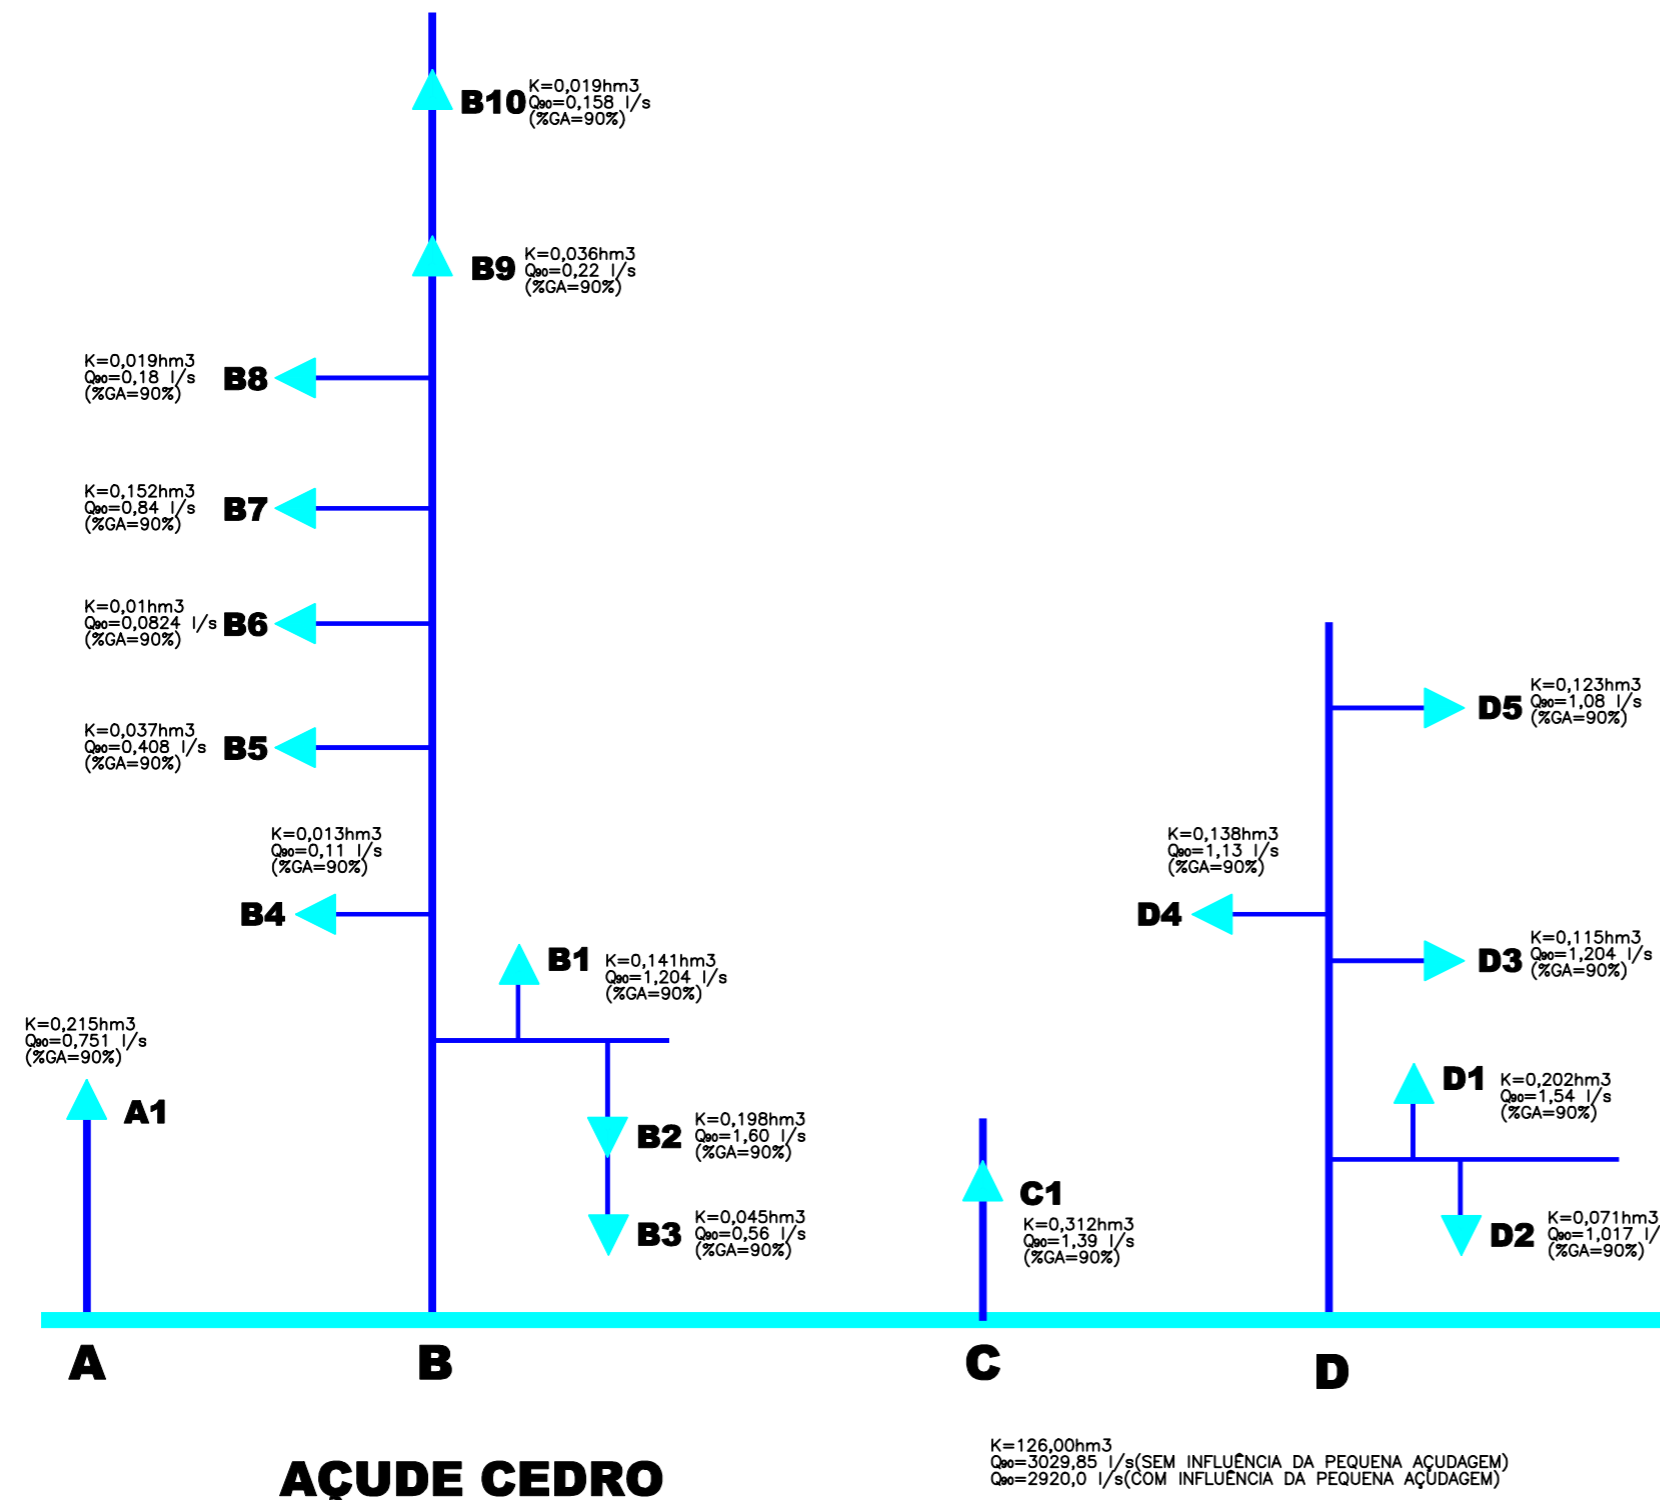 B10
K=0,019hm3
Q90=0,158 l/s
(%GA=90%)
B9
K=0,036hm3
Q90=0,22 l/s
(%GA=90%)
K=0,019hm3
Q90=0,18 l/s
(%GA=90%)
B8
K=0,152hm3
Q90=0,84 l/s
(%GA=90%)
B7
K=0,01hm3
Q90=0,0824 l/s
(%GA=90%)
B6
K=0,037hm3
Q90=0,408 l/s
(%GA=90%)
B5
D5
K=0,123hm3
Q90=1,08 l/s
(%GA=90%)
K=0,013hm3
Q90=0,11 l/s
(%GA=90%)
B4
K=0,138hm3
Q90=1,13 l/s
(%GA=90%)
D4
B1
K=0,141hm3
Q90=1,204 l/s
(%GA=90%)
D3
K=0,115hm3
Q90=1,204 l/s
(%GA=90%)
K=0,215hm3
Q90=0,751 l/s
(%GA=90%)
A1
D1
K=0,202hm3
Q90=1,54 l/s
(%GA=90%)
B2
K=0,198hm3
Q90=1,60 l/s
(%GA=90%)
C1
K=0,312hm3
Q90=1,39 l/s
(%GA=90%)
B3
K=0,045hm3
Q90=0,56 l/s
(%GA=90%)
D2
K=0,071hm3
Q90=1,017 l/
(%GA=90%)
A
B
C
D
AÇUDE CEDRO
K=126,00hm3
Q90=3029,85 l/s(SEM INFLUÊNCIA DA PEQUENA AÇUDAGEM)
Q90=2920,0 l/s(COM INFLUÊNCIA DA PEQUENA AÇUDAGEM)